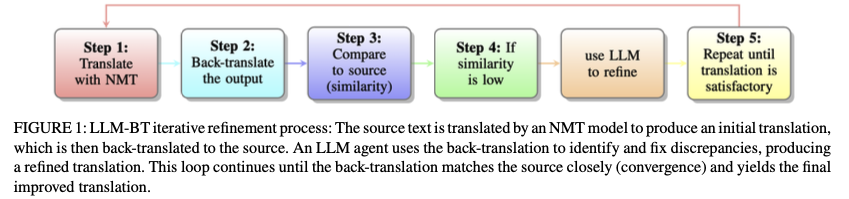 Step 1:
Translate
with NMT
Step 2:
Back-translate
the output
Step 3:
Compare
to source
(similarity)
Step 4: If
similarity
is low
use LLM
to refine
Step 5:
Repeat until
translation is
satisfactory
FIGURE 1: LLM-BT iterative refinement process: The source text is translated by an NMT model to produce an initial translation,
which is then back-translated to the source. An LLM agent uses the back-translation to identify and fix discrepancies, producing
a refined translation. This loop continues until the back-translation matches the source closely (convergence) and yields the final
improved translation.